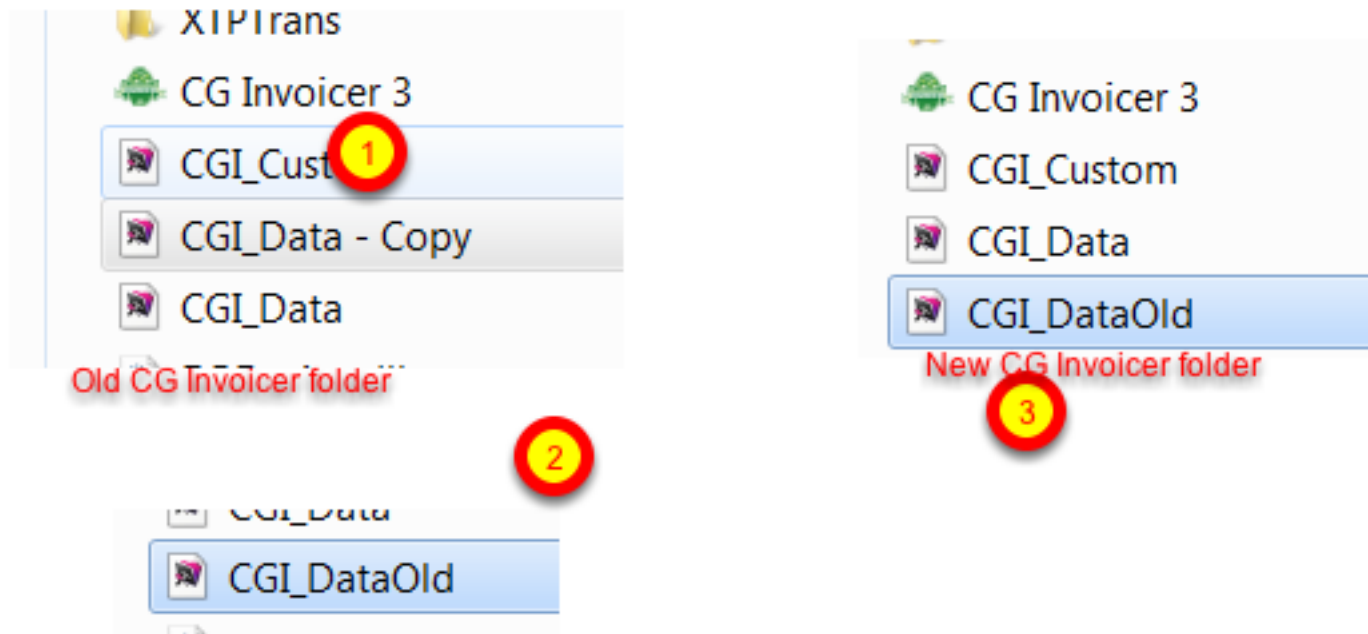 XTPTrans
CG Invoicer 3
CGI_Cust
1
CGI_Data - Copy
CGI_Data
Old CG Invoicer folder
2
CGI_Data
CGI_DataOld
CG Invoicer 3
CGI_Custom
CGI_Data
CGI_DataOld
New CG Invoicer folder
3